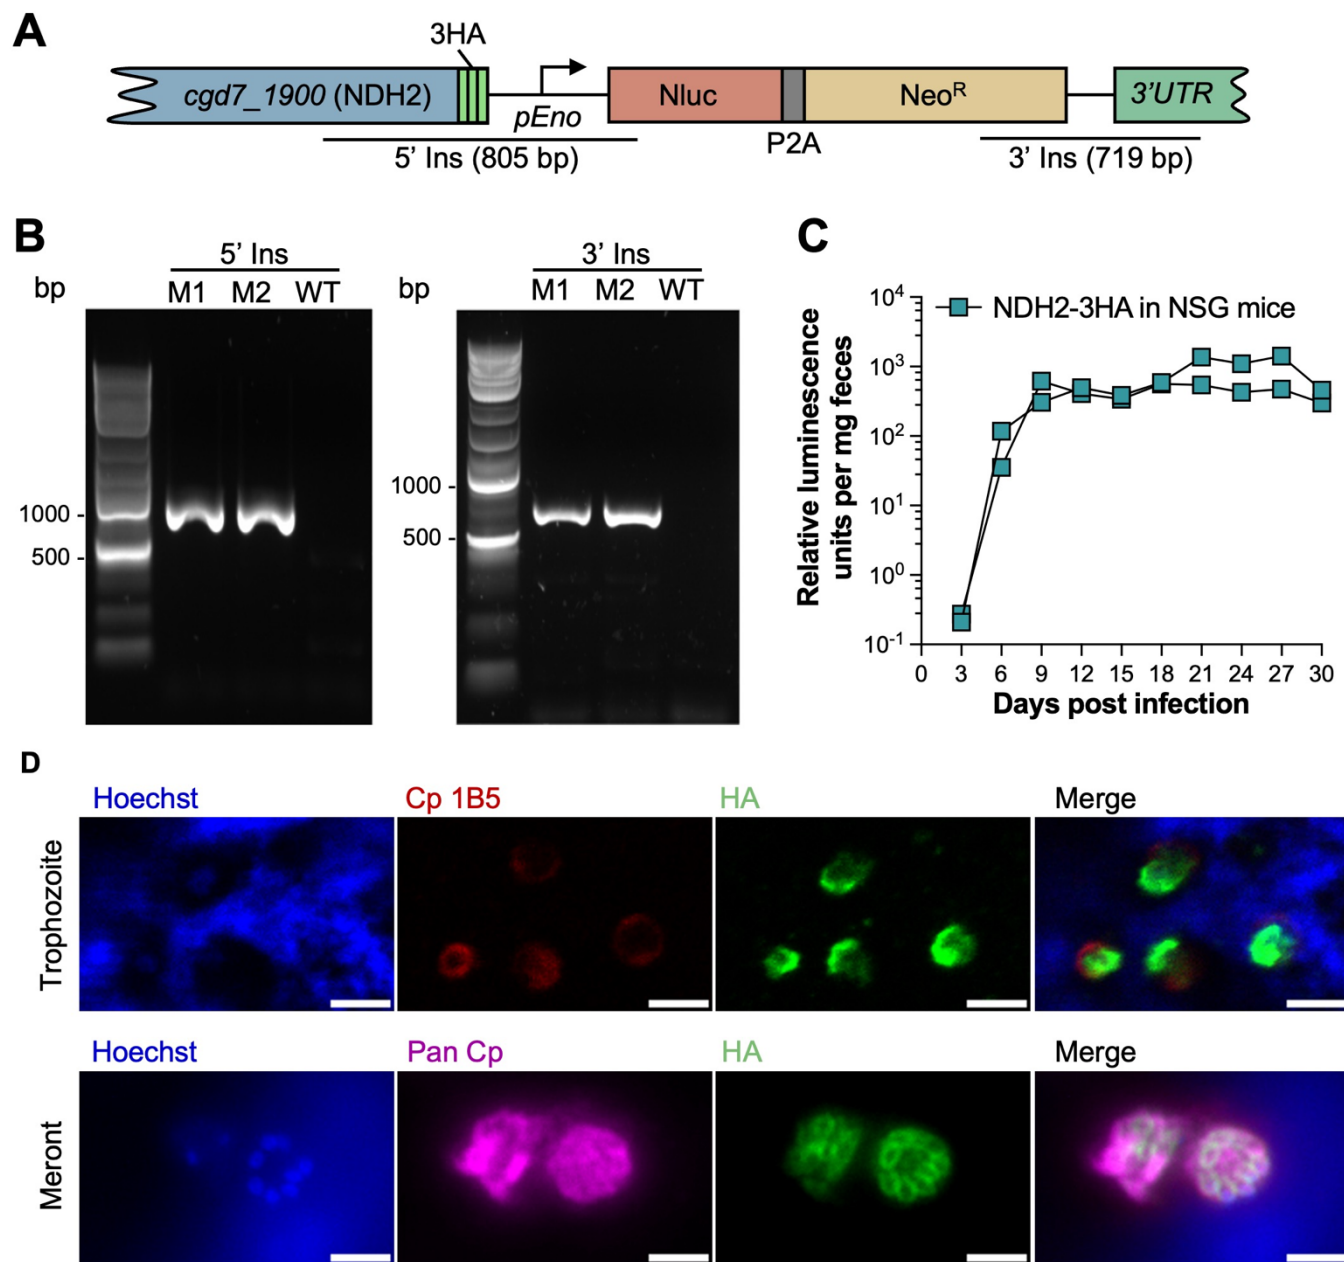 A
3HA
cgd7_1900 (NDH2)
pEno
Nluc
P2A
Neo^R
3'UTR
5’ Ins (805 bp)
3’ Ins (719 bp)
B
5’ Ins
bp
M1 M2 WT
1000 -
500 -
3’ Ins
bp
M1 M2 WT
1000 -
500 -
C
NDH2-3HA in NSG mice
Relative luminescence
units per mg feces
10^4
10^3
10^2
10^1
10^0
10^-1
0 3 6 9 12 15 18 21 24 27 30
Days post infection
D
Hoechst Cp 1B5 HA Merge
Trophozoite
Hoechst Pan Cp HA Merge
Meront